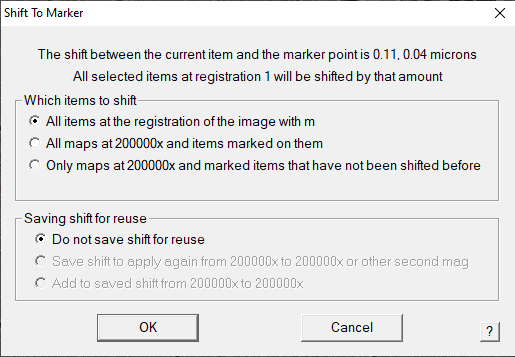 Shift To Marker
The shift between the current item and the marker point is 0.11, 0.04 microns
All selected items at registration 1 will be shifted by that amount
Which items to shift
All items at the registration of the image with m
All maps at 200000x and items marked on them
Only maps at 200000x and marked items that have not been shifted before
Saving shift for reuse
Do not save shift for reuse
Save shift to apply again from 200000x to 200000x or other second mag
Add to saved shift from 200000x to 200000x
OK
Cancel
?